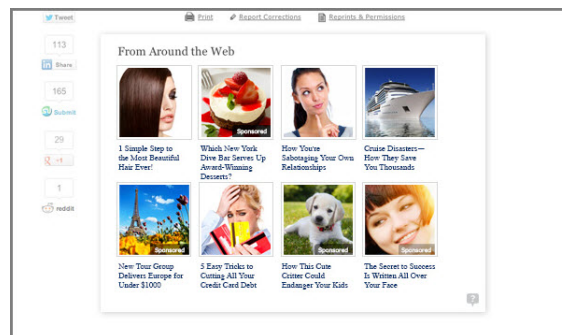 Tweet
Print
Report Corrections
Reprints & Permissions
113
Share
165
Submit
29
+1
1
reddit
From Around the Web
1 Simple Step to
the Most Beautiful
Hair Ever!
Sponsored
Which New York
Dive Bar Serves Up
Award-Winning
Desserts?
How You're
Sabotaging Your Own
Relationships
Cruise Disasters—
How They Save
You Thousands
Sponsored
New Tour Group
Delivers Europe for
Under $1000
5 Easy Tricks to
Cutting All Your
Credit Card Debt
Sponsored
How This Cute
Critter Could
Endanger Your Kids
Sponsored
The Secret to Success
Is Written All Over
Your Face
?